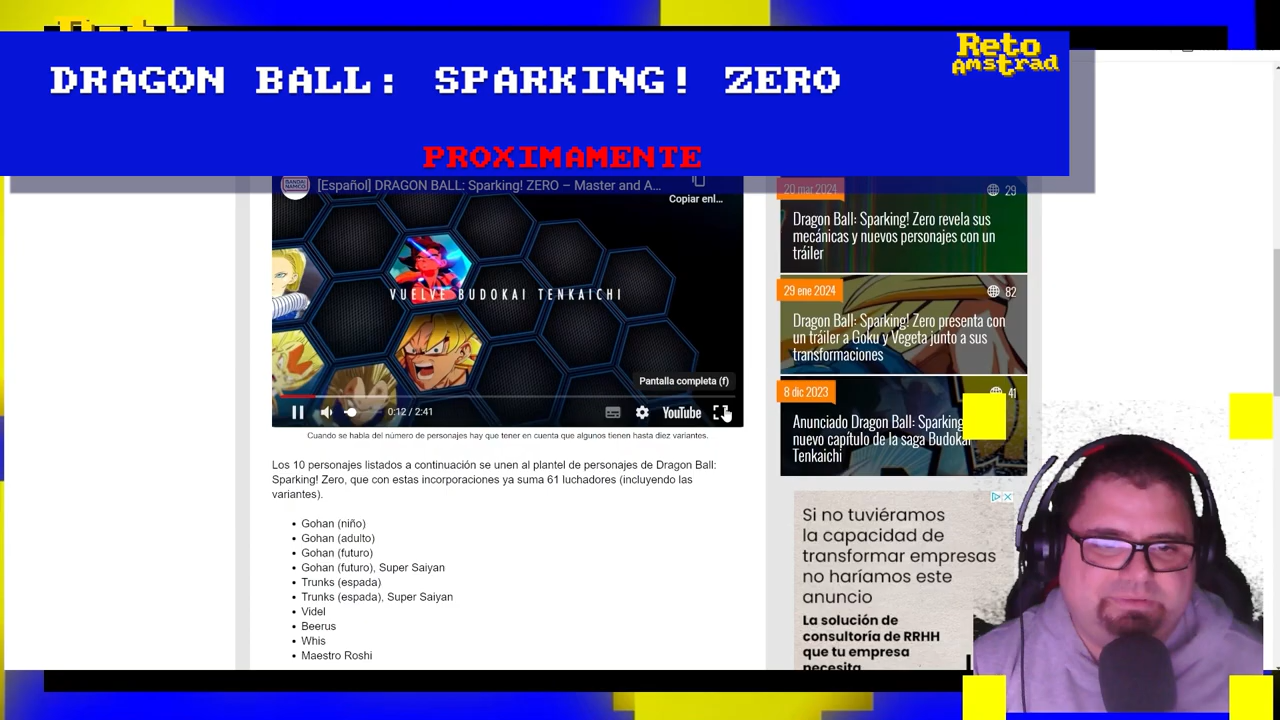 DRAGON BALL: SPARKING! ZERO
Reto
Amstrad
PROXIMAMENTE
BANDAI
NAMCO
[Español] DRAGON BALL: Sparking! ZERO – Master and A...
Copiar enl...
VUELVE BUDOKAI TENKAICHI
Pantalla completa (f)
0:12 / 2:41
YouTube
Cuando se habla del número de personajes hay que tener en cuenta que algunos tienen hasta diez variantes.
Los 10 personajes listados a continuación se unen al plantel de personajes de Dragon Ball:
Sparking! Zero, que con estas incorporaciones ya suma 61 luchadores (incluyendo las
variantes).
• Gohan (niño)
• Gohan (adulto)
• Gohan (futuro)
• Gohan (futuro), Super Saiyan
• Trunks (espada)
• Trunks (espada), Super Saiyan
• Videl
• Beerus
• Whis
• Maestro Roshi
20 mar 2024
29
Dragon Ball: Sparking! Zero revela sus
mecánicas y nuevos personajes con un
tráiler
29 ene 2024
82
Dragon Ball: Sparking! Zero presenta con
un tráiler a Goku y Vegeta junto a sus
transformaciones
8 dic 2023
41
Anunciado Dragon Ball: Sparking
nuevo capítulo de la saga Budokai
Tenkaichi
Si no tuviéramos
la capacidad de
transformar empresas
no haríamos este
anuncio
La solución de
consultoría de RRHH
que tu empresa
necesita